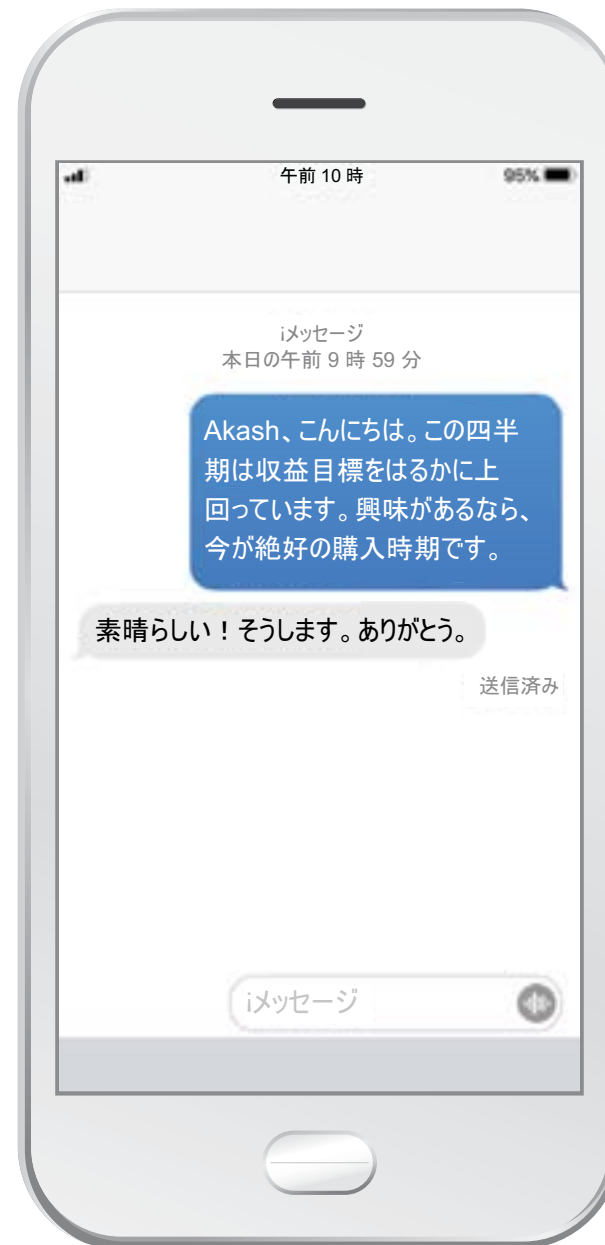 午前 10 時 95%
iメッセージ
本日の午前 9 時 59 分
Akash、こんにちは。この四半
期は収益目標をはるかに上
回っています。興味があるなら、
今が絶好の購入時期です。
素晴らしい！そうします。ありがとう。
送信済み
iメッセージ